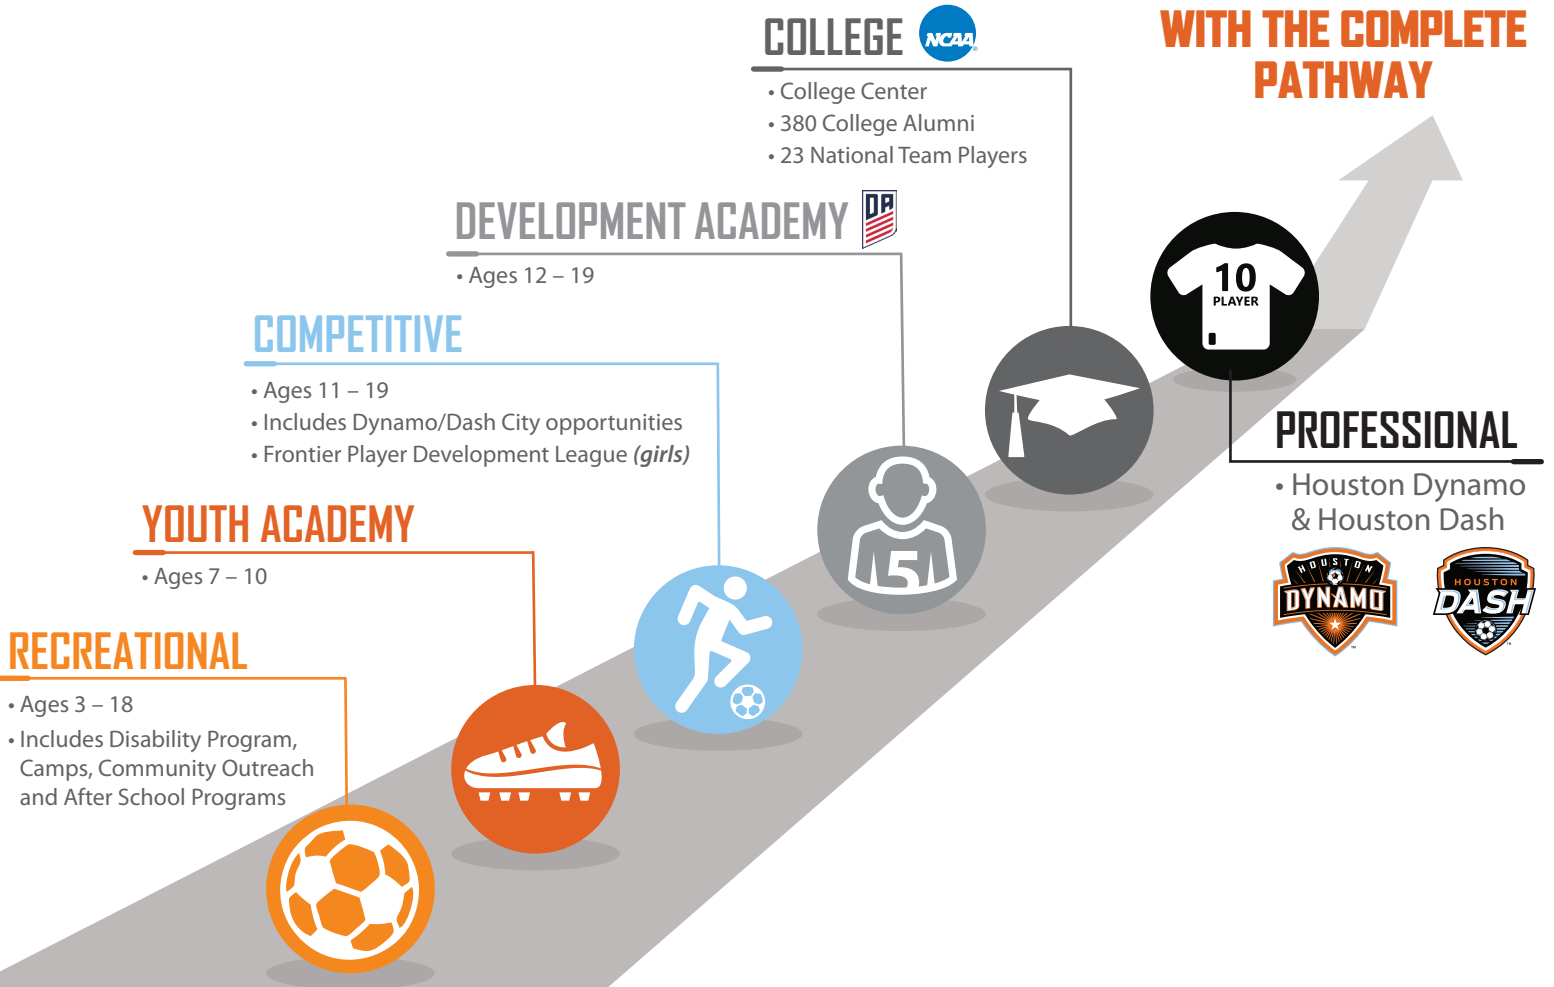 WITH THE COMPLETE
PATHWAY
COLLEGE NCAA
• College Center
• 380 College Alumni
• 23 National Team Players
DEVELOPMENT ACADEMY DA
• Ages 12 – 19
COMPETITIVE
• Ages 11 – 19
• Includes Dynamo/Dash City opportunities
• Frontier Player Development League (girls)
YOUTH ACADEMY
• Ages 7 – 10
RECREATIONAL
• Ages 3 – 18
• Includes Disability Program,
Camps, Community Outreach
and After School Programs
5
10
PLAYER
PROFESSIONAL
• Houston Dynamo
& Houston Dash
HOUSTON
DYNAMO
™
HOUSTON
DASH
™